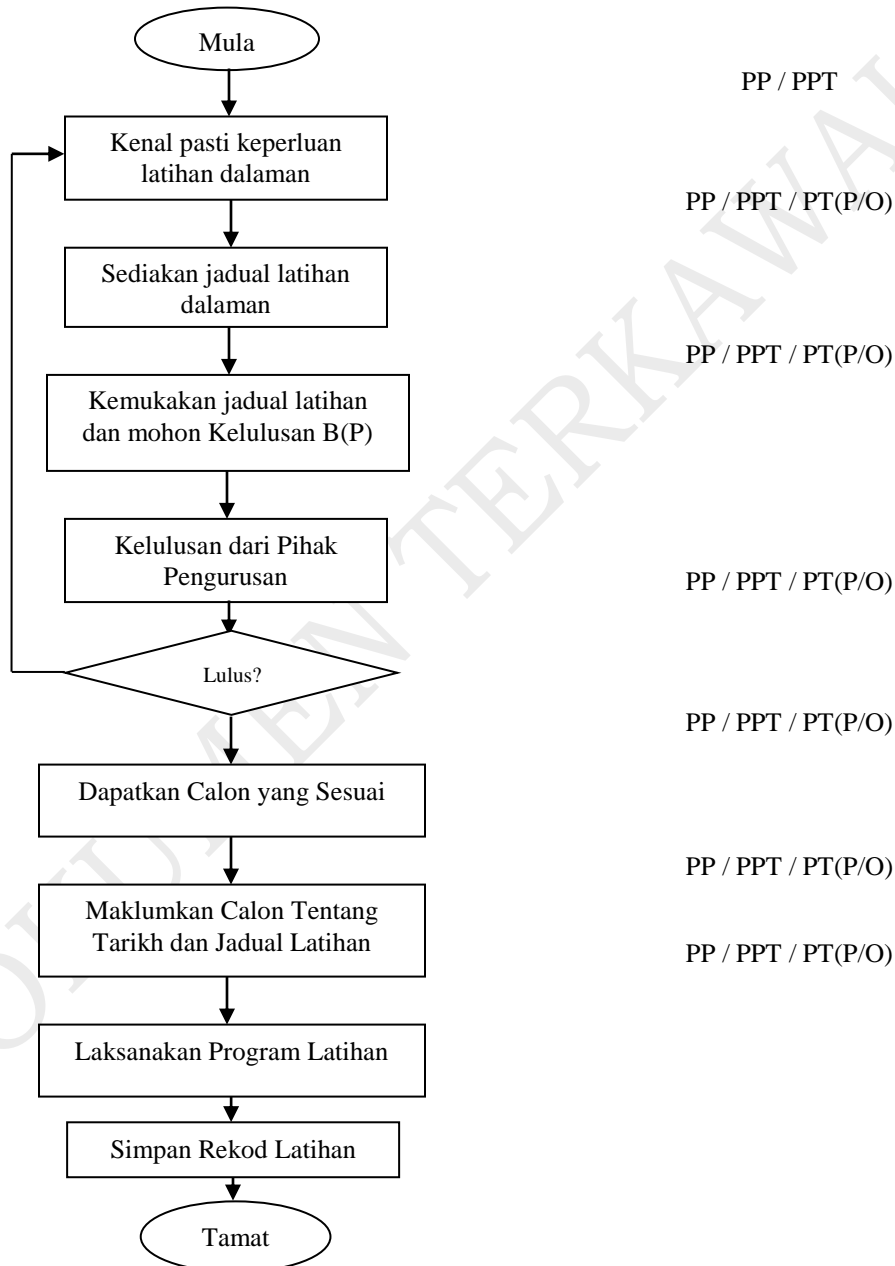 Mula
PP / PPT
Kenal pasti keperluan
latihan dalaman
PP / PPT / PT(P/O)
Sediakan jadual latihan
dalaman
PP / PPT / PT(P/O)
Kemukakan jadual latihan
dan mohon Kelulusan B(P)
Kelulusan dari Pihak
Pengurusan
PP / PPT / PT(P/O)
Lulus?
PP / PPT / PT(P/O)
Dapatkan Calon yang Sesuai
PP / PPT / PT(P/O)
Maklumkan Calon Tentang
Tarikh dan Jadual Latihan
PP / PPT / PT(P/O)
Laksanakan Program Latihan
Simpan Rekod Latihan
Tamat